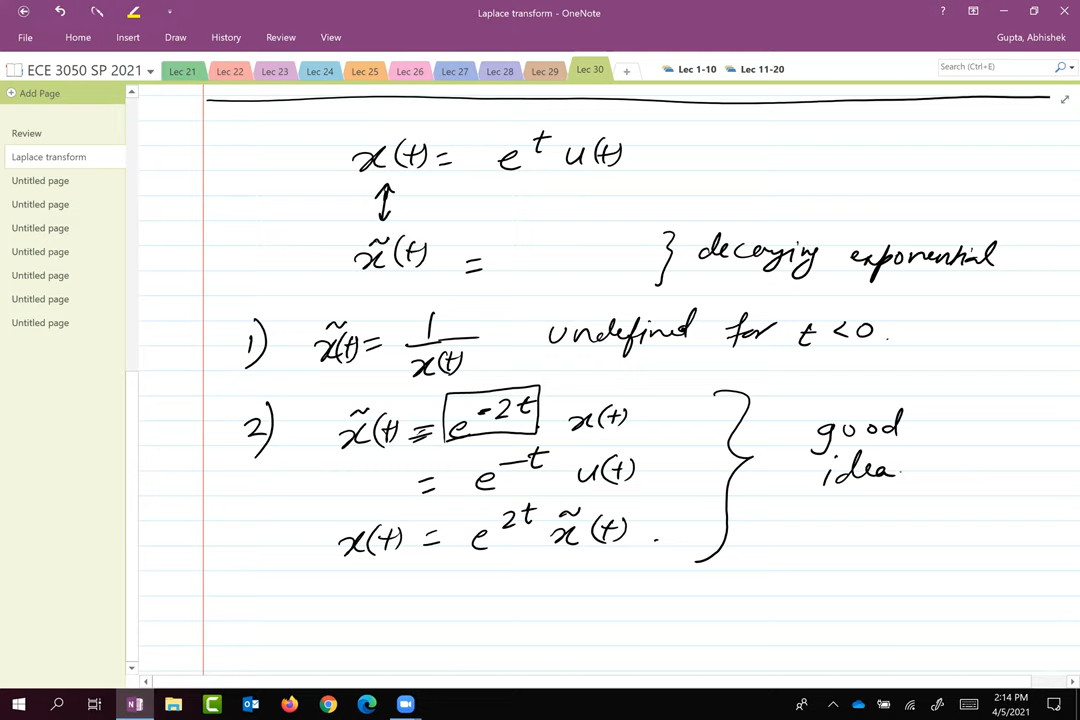 Laplace transform - OneNote
?
File Home Insert Draw History Review View
Gupta, Abhishek
ECE 3050 SP 2021
Lec 21 Lec 22 Lec 23 Lec 24 Lec 25 Lec 26 Lec 27 Lec 28 Lec 29 Lec 30 + Lec 1-10 Lec 11-20
Search (Ctrl+E)
Add Page
Review
Laplace transform
Untitled page
Untitled page
Untitled page
Untitled page
Untitled page
Untitled page
Untitled page
x(t) = e^t u(t)
↕
x̃(t) = } decaying exponential
1) x̃(t) = 1/x(t) undefined for t < 0.
2) x̃(t) = e^-2t x(t)
= e^-t u(t)
x(t) = e^2t x̃(t) .
} good
idea.
2:14 PM
4/5/2021